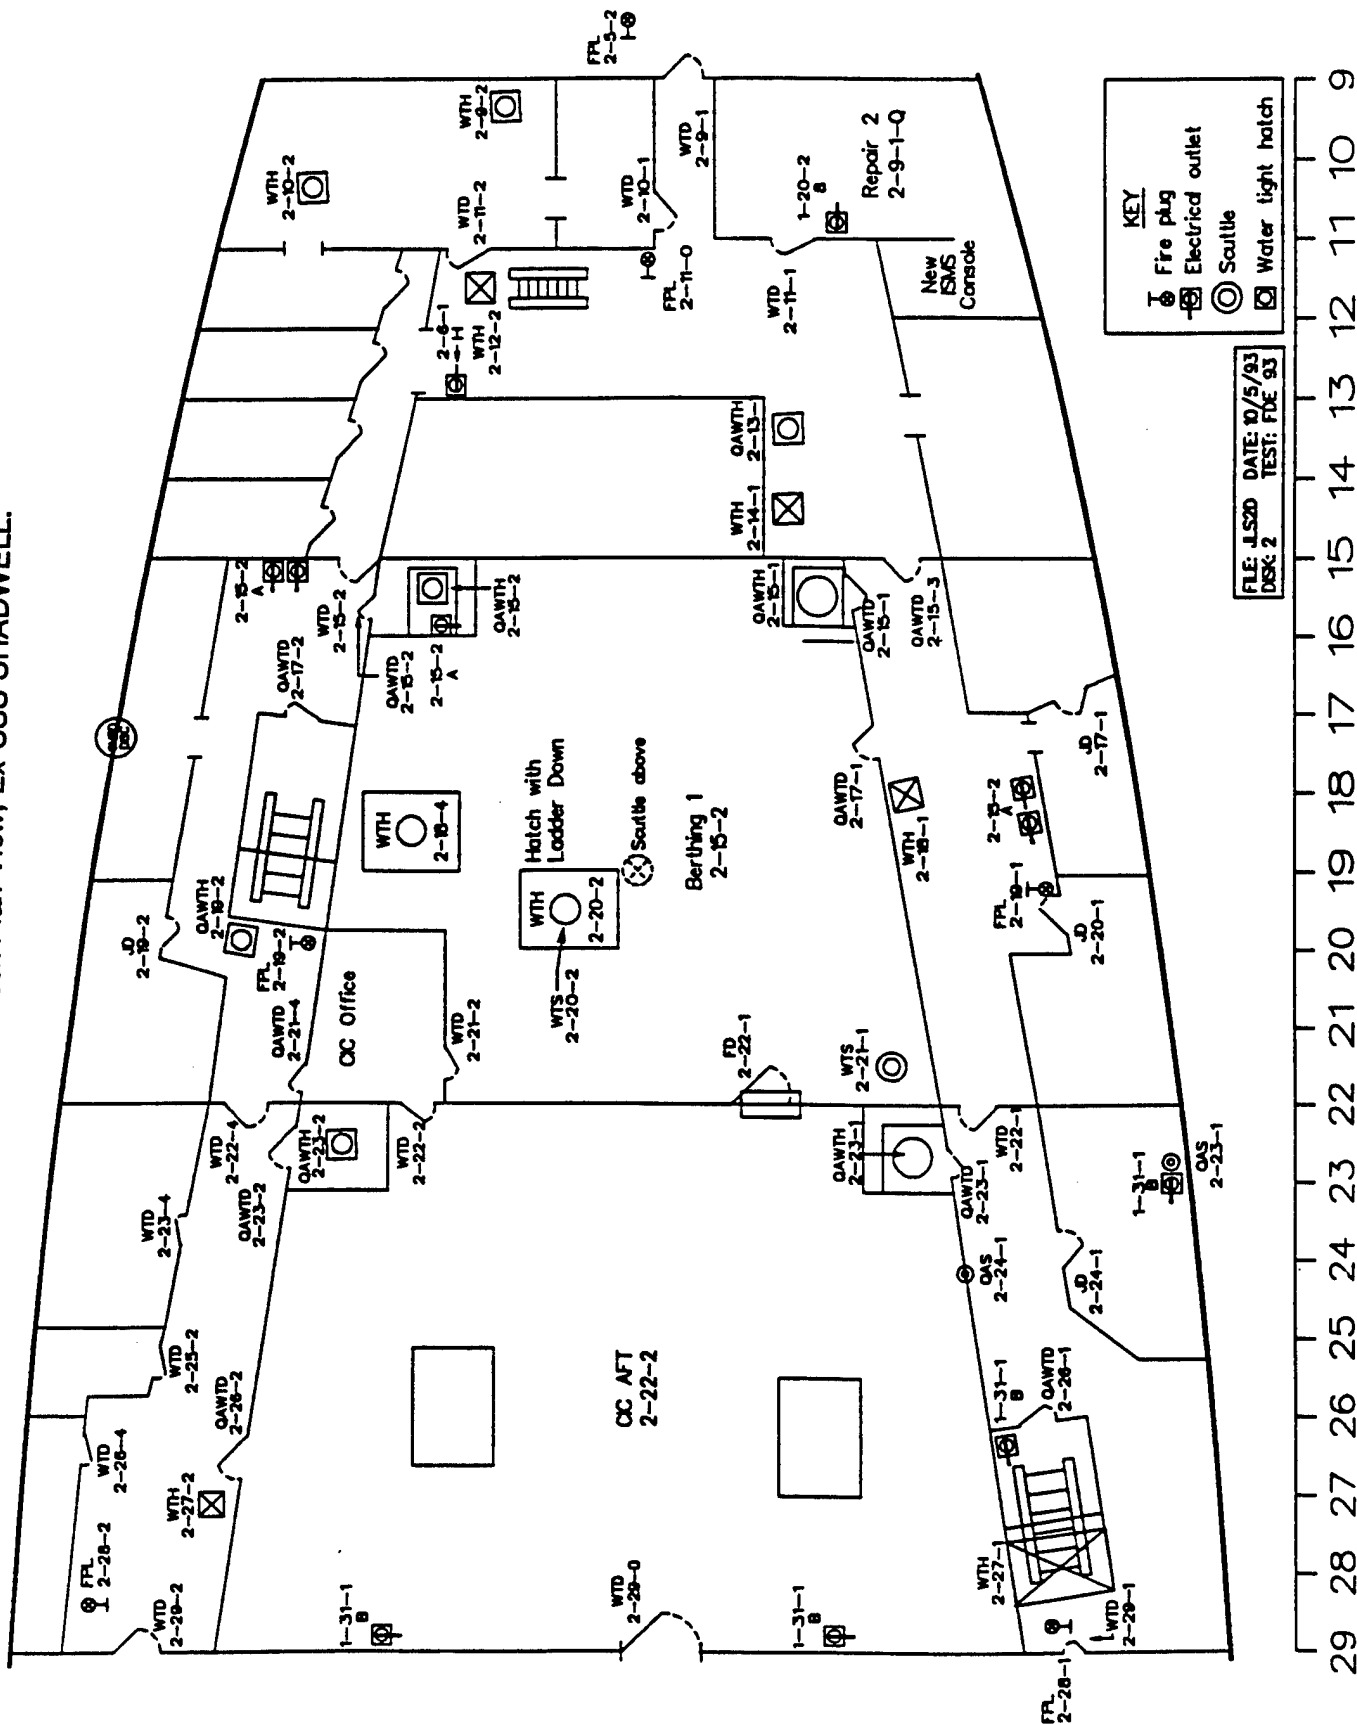 FPL
2-5-2
WTH
2-9-2
WTH
2-10-2
WTD
2-9-1
WTD
2-10-1
WTD
2-11-2
1-20-2
B
Repair 2
2-9-1-Q
FPL
2-11-0
WTD
2-11-1
New
ISMS
Console
2-6-1
H
WTH
2-12-2
QAWTH
2-13-1
WTH
2-14-1
2-15-2
A
WTD
2-15-2
QAWTH
2-15-2
QAWTH
2-15-1
QAWTD
2-15-1
QAWTD
2-15-3
QAWTD
2-15-2
2-15-2
A
QAWTD
2-17-2
QAWTD
2-17-1
JD
2-17-1
WTH
2-18-4
Hatch with
Ladder Down
Scuttle above
Berthing 1
2-15-2
WTH
2-18-1
2-15-2
A
FPL
2-19-1
JD
2-19-2
QAWTH
2-19-2
FPL
2-19-2
WTH
2-20-2
WTS
2-20-2
JD
2-20-1
QAWTD
2-21-4
CIC Office
WTD
2-21-2
FD
2-22-1
WTS
2-21-1
WTD
2-22-4
QAWTH
2-23-2
WTD
2-22-2
QAWTH
2-23-1
WTD
2-22-1
QAWTD
2-23-1
1-31-1
B
QAS
2-23-1
WTD
2-23-4
QAWTD
2-23-2
QAS
2-24-1
JD
2-24-1
WTD
2-25-2
QAWTD
2-26-2
CIC AFT
2-22-2
1-31-1
B
QAWTD
2-26-1
WTD
2-26-4
WTH
2-27-2
WTH
2-27-1
FPL
2-28-2
WTD
2-29-2
1-31-1
B
WTD
2-29-0
1-31-1
B
WTD
2-29-1
FPL
2-28-1
KEY
Fire plug
Electrical outlet
Scuttle
Water tight hatch
FILE: JLS2D DATE: 10/5/93
DISK: 2 TEST: FDE 93
29 28 27 26 25 24 23 22 21 20 19 18 17 16 15 14 13 12 11 10 9